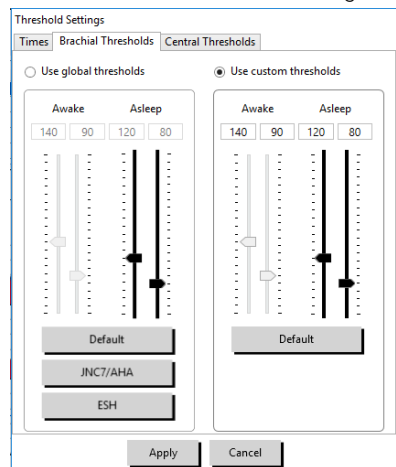 Threshold Settings
Times Brachial Thresholds Central Thresholds
Use global thresholds
Awake Asleep
140 90 120 80
Default
JNC7/AHA
ESH
Use custom thresholds
Awake Asleep
140 90 120 80
Default
Apply Cancel